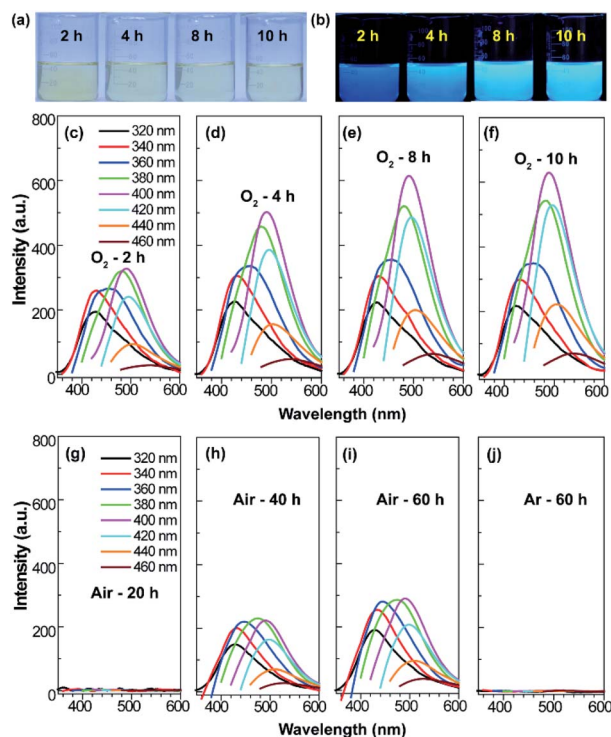 (a) 2 h 4 h 8 h 10 h
(b) 2 h 4 h 8 h 10 h
800
600
400
200
0
Intensity (a.u.)
(c)
320 nm
340 nm
360 nm
380 nm
400 nm
420 nm
440 nm
460 nm
O₂ - 2 h
(d)
O₂ - 4 h
(e)
O₂ - 8 h
(f)
O₂ - 10 h
400 500 600 400 500 600 400 500 600 400 500 600
Wavelength (nm)
800
600
400
200
0
Intensity (a.u.)
(g)
320 nm
340 nm
360 nm
380 nm
400 nm
420 nm
440 nm
460 nm
Air - 20 h
(h)
Air - 40 h
(i)
Air - 60 h
(j)
Ar - 60 h
400 500 600 400 500 600 400 500 600 400 500 600
Wavelength (nm)